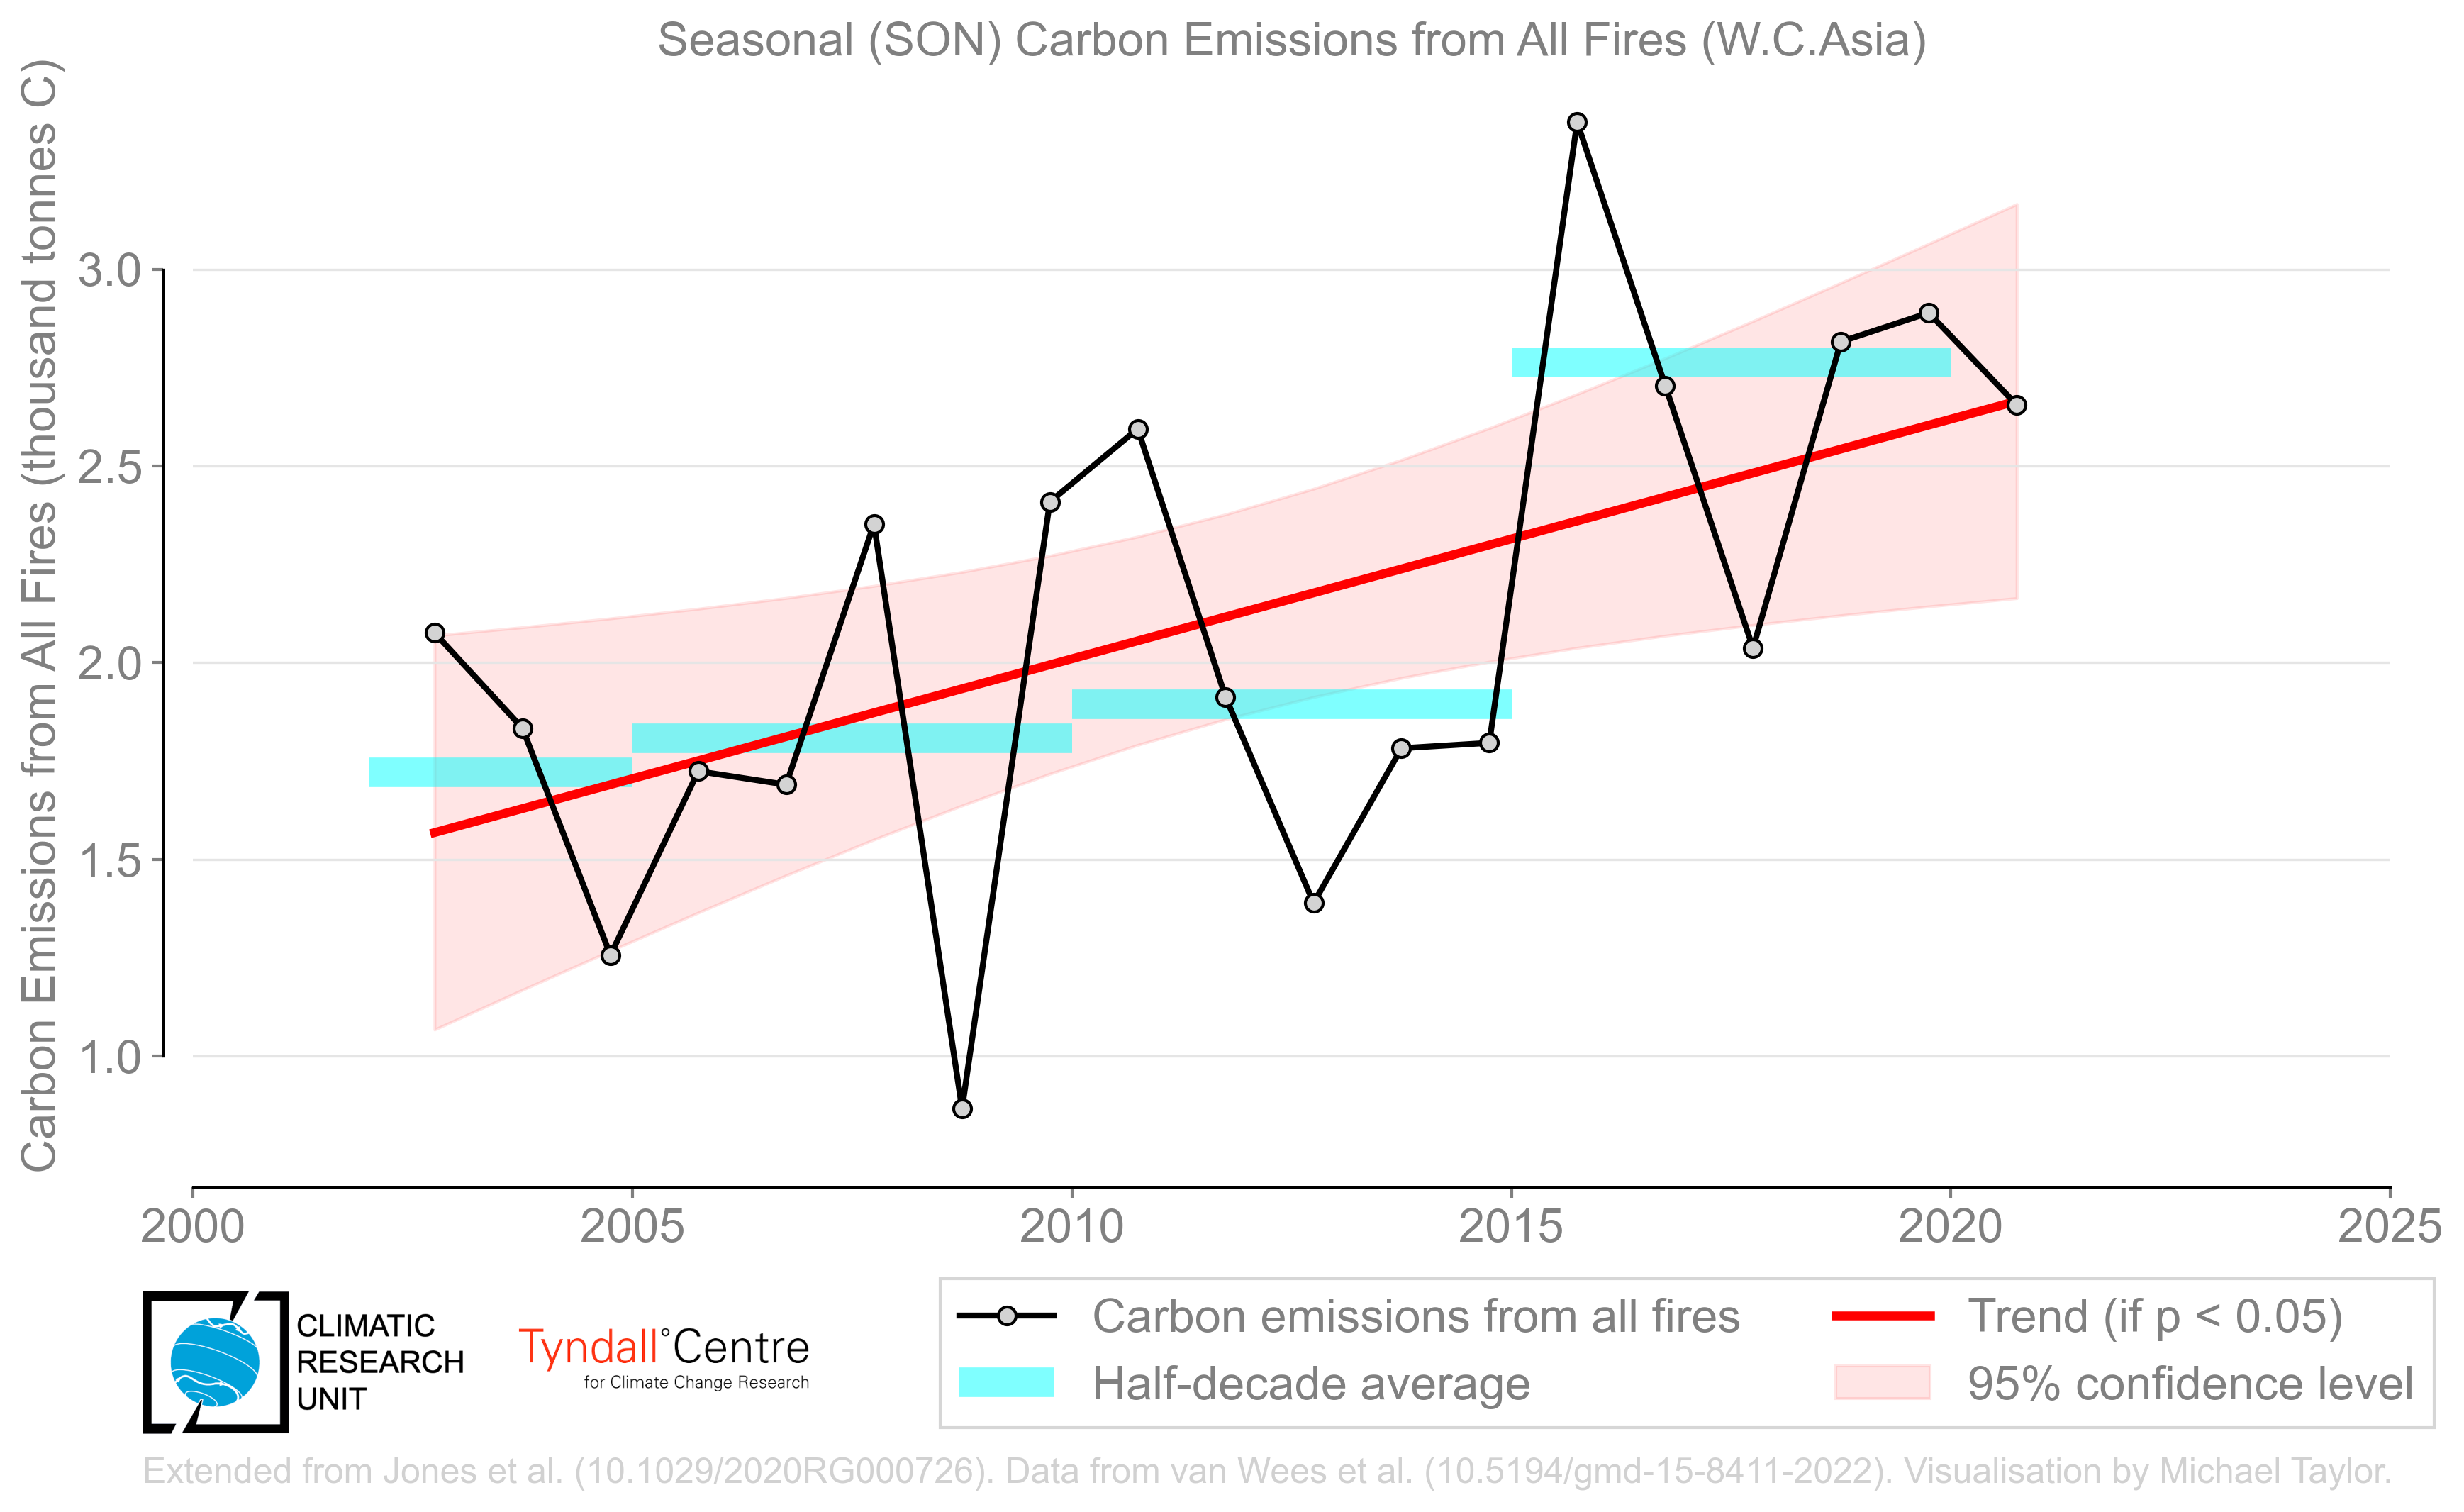 Seasonal (SON) Carbon Emissions from All Fires (W.C.Asia)
Carbon Emissions from All Fires (thousand tonnes C)
3.0
2.5
2.0
1.5
1.0
2000 2005 2010 2015 2020 2025
CLIMATIC
RESEARCH
UNIT
Tyndall°Centre
for Climate Change Research
Carbon emissions from all fires
Half-decade average
Trend (if p < 0.05)
95% confidence level
Extended from Jones et al. (10.1029/2020RG000726). Data from van Wees et al. (10.5194/gmd-15-8411-2022). Visualisation by Michael Taylor.